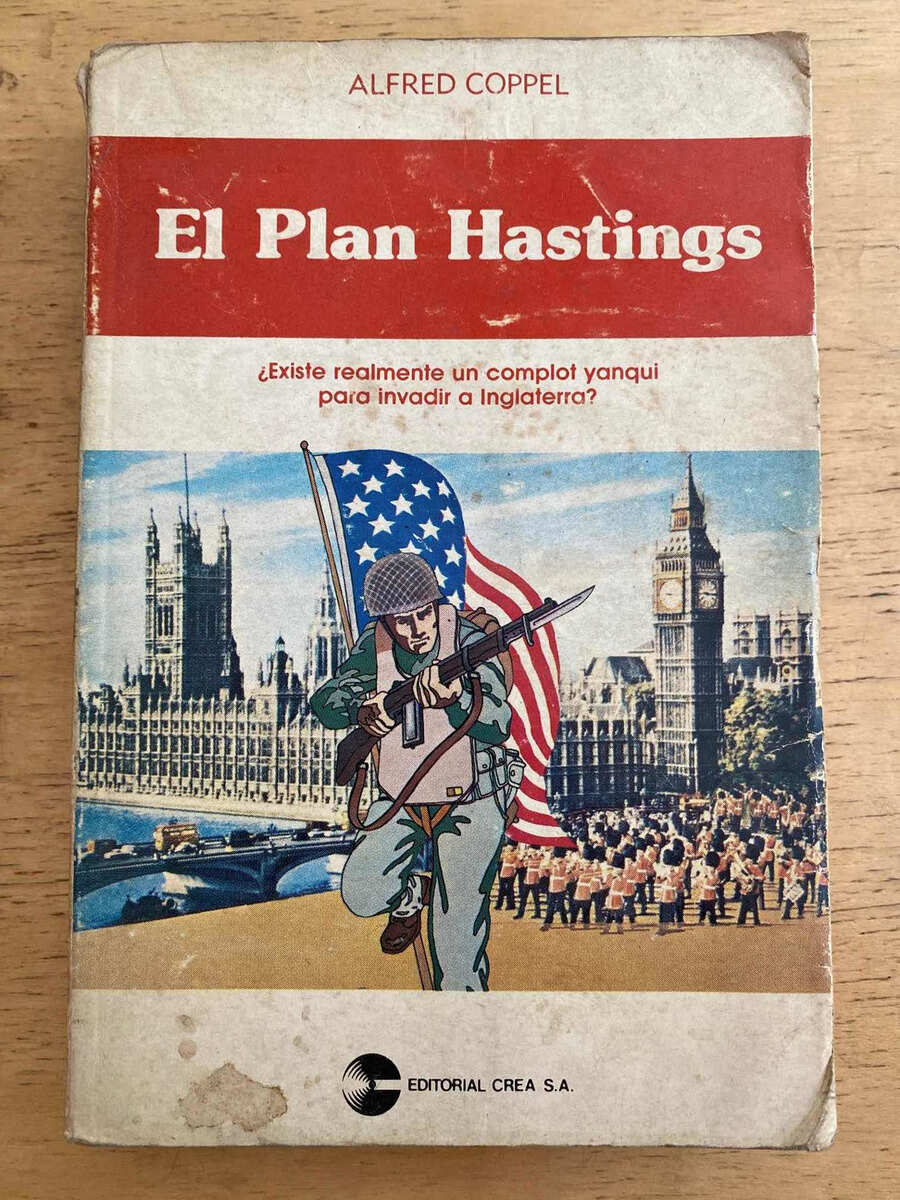 ALFRED COPPEL
El Plan Hastings
¿Existe realmente un complot yanqui
para invadir a Inglaterra?
EDITORIAL CREA S.A.